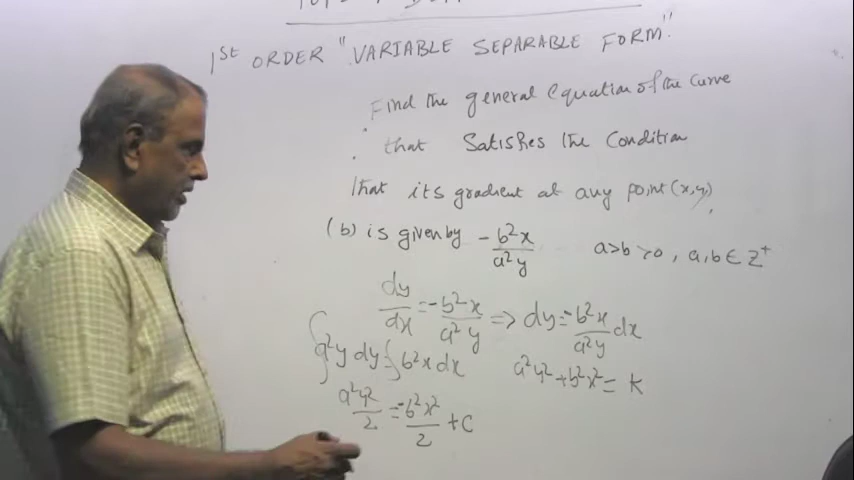 1ST ORDER "VARIABLE SEPARABLE FORM"
Find the general equation of the curve
that satisfies the condition
that its gradient at any point (x,y)
(b) is given by -b²x/a²y a>b>0, a,b ∈ Z⁺
dy/dx = -b²x/a²y ⇒ dy = -b²x/a²y dx
∫a²y dy = -∫b²x dx a²y² + b²x² = K
a²y²/2 = -b²x²/2 + C